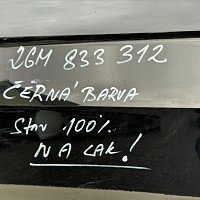 2GM 833 312
ČERNÁ BARVA
Stav 100%
NA LAK!